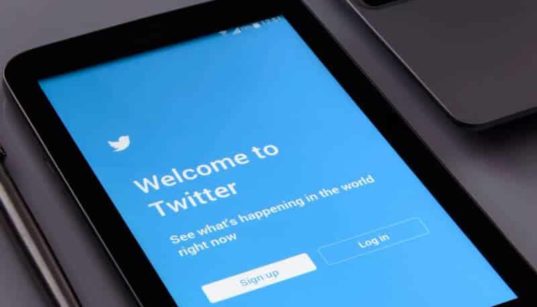 Welcome to
Twitter
See what's happening in the world
right now
Sign up
Log in